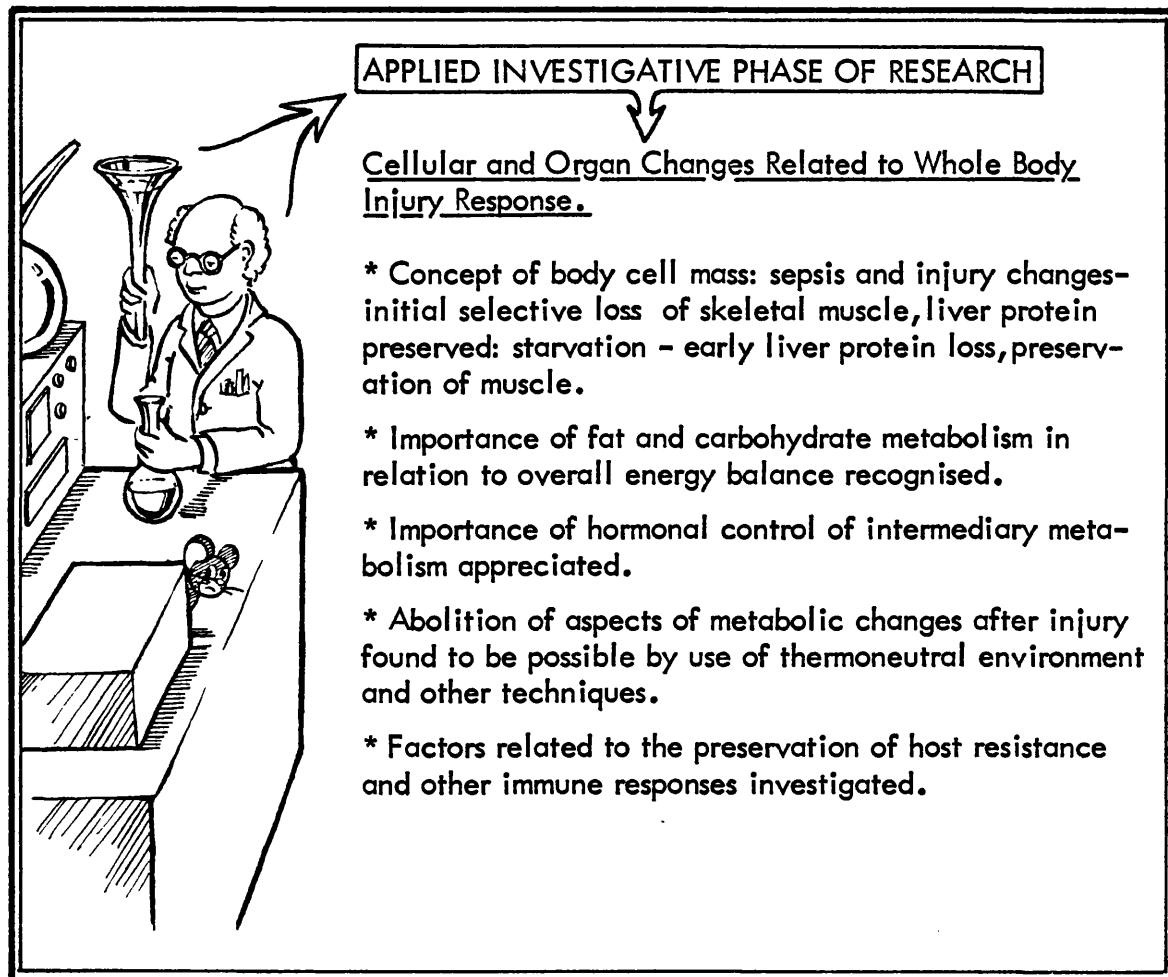 APPLIED INVESTIGATIVE PHASE OF RESEARCH
Cellular and Organ Changes Related to Whole Body
Injury Response.
* Concept of body cell mass: sepsis and injury changes-
initial selective loss of skeletal muscle, liver protein
preserved: starvation - early liver protein loss, preserv-
ation of muscle.
* Importance of fat and carbohydrate metabolism in
relation to overall energy balance recognised.
* Importance of hormonal control of intermediary meta-
bolism appreciated.
* Abolition of aspects of metabolic changes after injury
found to be possible by use of thermoneutral environment
and other techniques.
* Factors related to the preservation of host resistance
and other immune responses investigated.